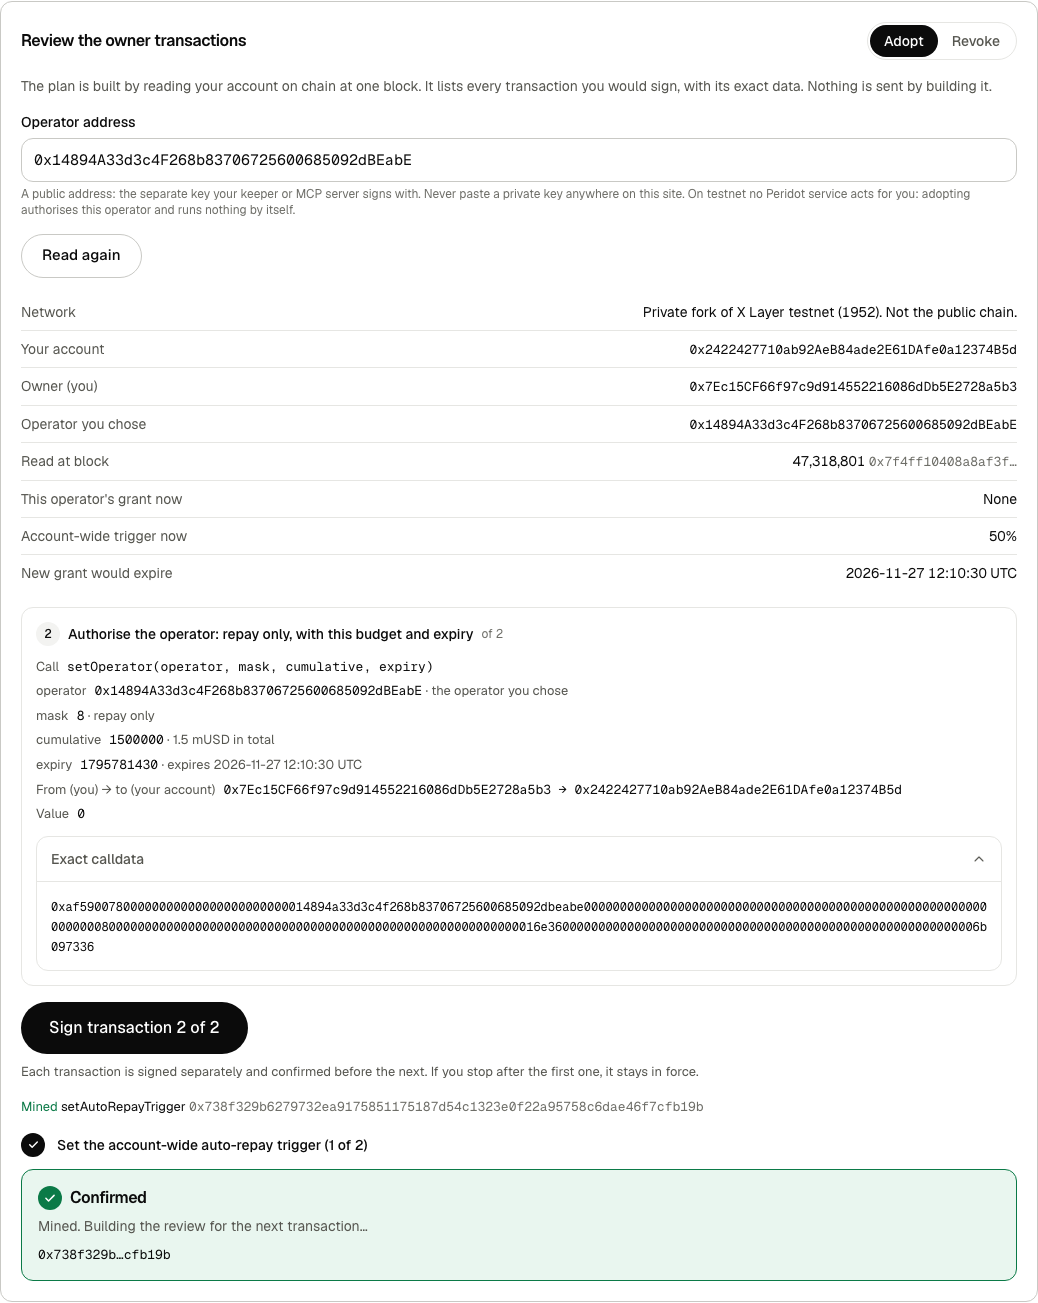 Review the owner transactions
Adopt
Revoke
The plan is built by reading your account on chain at one block. It lists every transaction you would sign, with its exact data. Nothing is sent by building it.
Operator address
0x14894A33d3c4F268b83706725600685092dBEabE
A public address: the separate key your keeper or MCP server signs with. Never paste a private key anywhere on this site. On testnet no Peridot service acts for you: adopting
authorises this operator and runs nothing by itself.
Read again
Network Private fork of X Layer testnet (1952). Not the public chain.
Your account 0x2422427710ab92AeB84ade2E61DAfe0a12374B5d
Owner (you) 0x7Ec15CF66f97c9d914552216086dDb5E2728a5b3
Operator you chose 0x14894A33d3c4F268b83706725600685092dBEabE
Read at block 47,318,801 0x7f4ff10408a8af3f…
This operator's grant now None
Account-wide trigger now 50%
New grant would expire 2026-11-27 12:10:30 UTC
2 Authorise the operator: repay only, with this budget and expiry of 2
Call setOperator(operator, mask, cumulative, expiry)
operator 0x14894A33d3c4F268b83706725600685092dBEabE · the operator you chose
mask 8 · repay only
cumulative 1500000 · 1.5 mUSD in total
expiry 1795781430 · expires 2026-11-27 12:10:30 UTC
From (you) → to (your account) 0x7Ec15CF66f97c9d914552216086dDb5E2728a5b3 → 0x2422427710ab92AeB84ade2E61DAfe0a12374B5d
Value 0
Exact calldata
0xaf59007800000000000000000000000014894a33d3c4f268b83706725600685092dbeabe00000000000000000000000000000000000000000000000000000000
00000008000000000000000000000000000000000000000000000000000000000016e360000000000000000000000000000000000000000000000000000000006b
097336
Sign transaction 2 of 2
Each transaction is signed separately and confirmed before the next. If you stop after the first one, it stays in force.
Mined setAutoRepayTrigger 0x738f329b6279732ea9175851175187d54c1323e0f22a95758c6dae46f7cfb19b
Set the account-wide auto-repay trigger (1 of 2)
Confirmed
Mined. Building the review for the next transaction…
0x738f329b…cfb19b